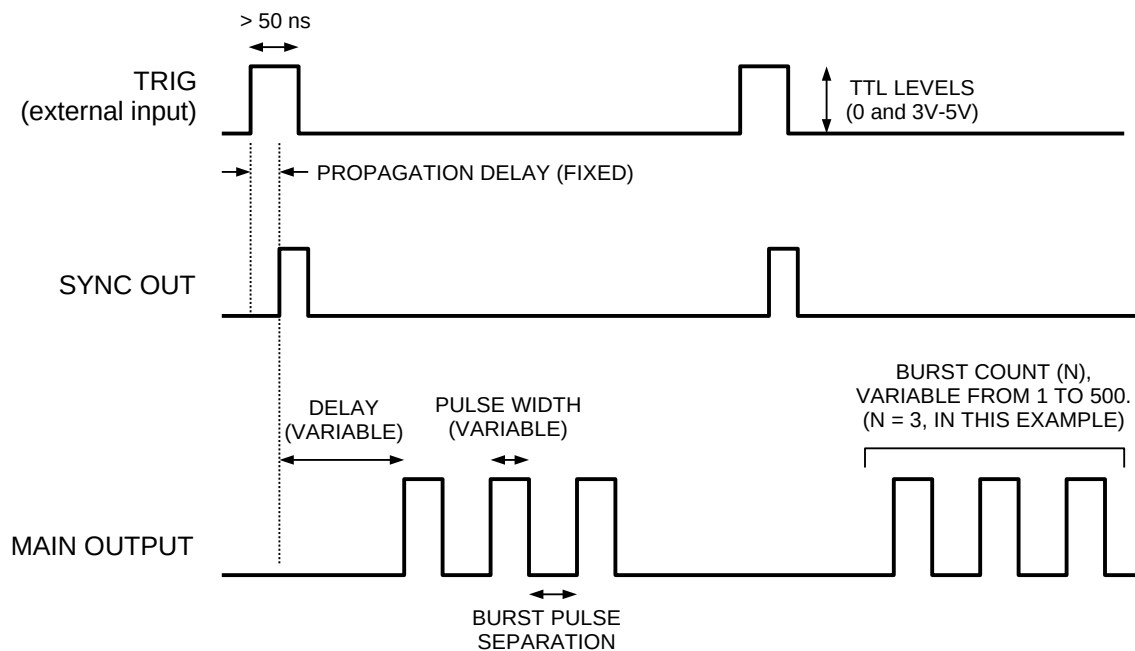 > 50 ns
TRIG
(external input)
TTL LEVELS
(0 and 3V-5V)
PROPAGATION DELAY (FIXED)
SYNC OUT
BURST COUNT (N),
VARIABLE FROM 1 TO 500.
(N = 3, IN THIS EXAMPLE)
DELAY
(VARIABLE)
PULSE WIDTH
(VARIABLE)
MAIN OUTPUT
BURST PULSE
SEPARATION